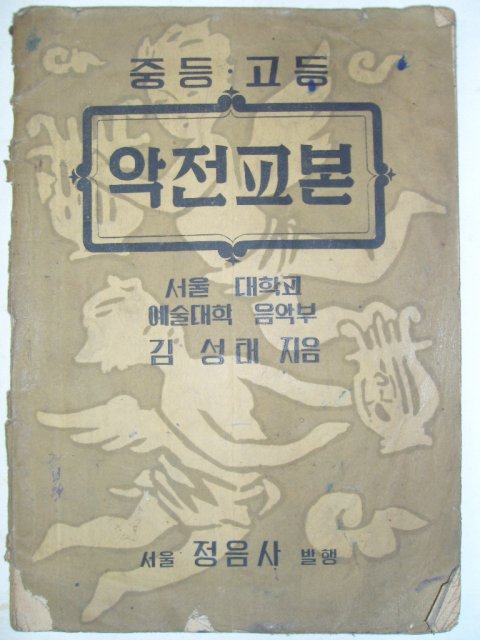 중등·고등
악전교본
서울 대학교
예술대학 음악부
김 성태 지음
서울 정음사 발행